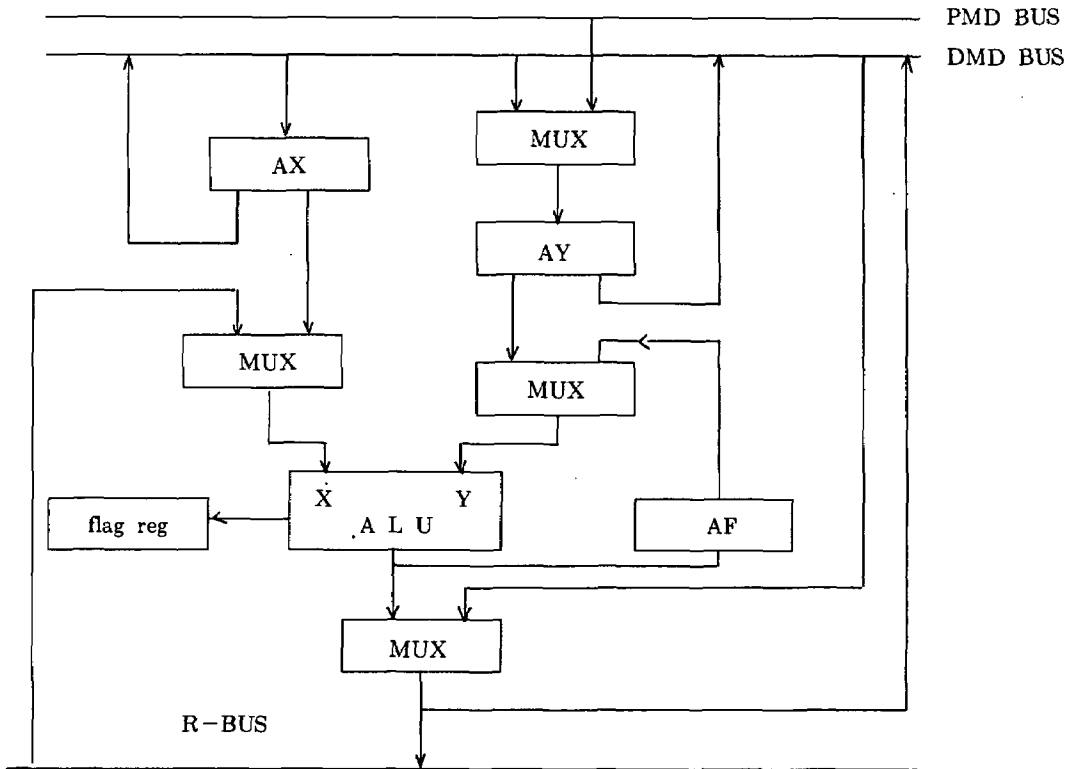 PMD BUS
DMD BUS
MUX
AX
AY
MUX
MUX
X Y
flag reg
A L U
AF
MUX
R-BUS